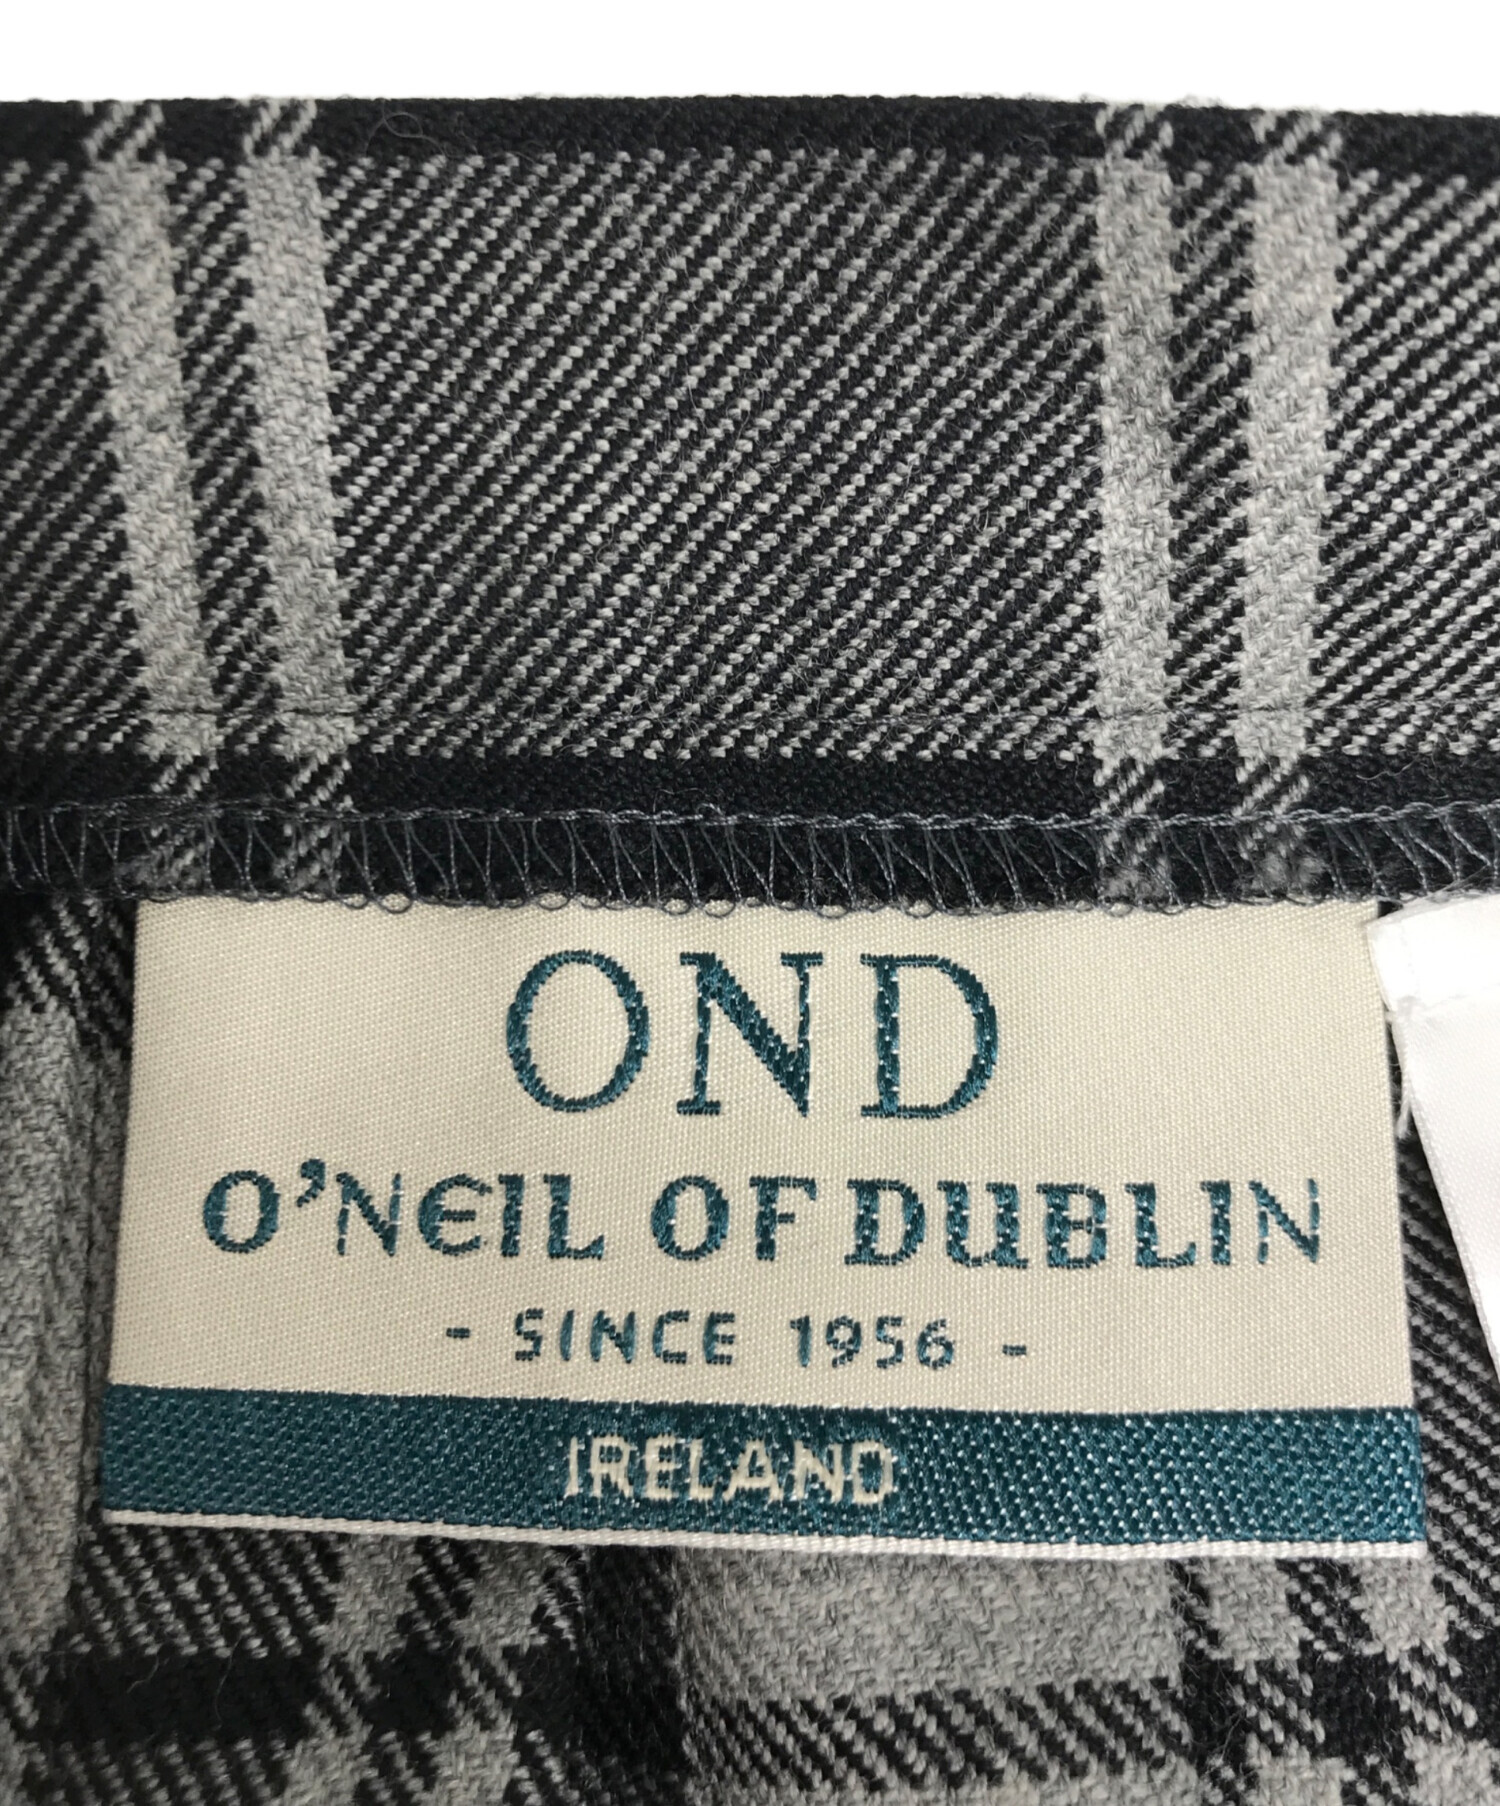 OND
O'NEIL OF DUBLIN
- SINCE 1956 -
IRELAND